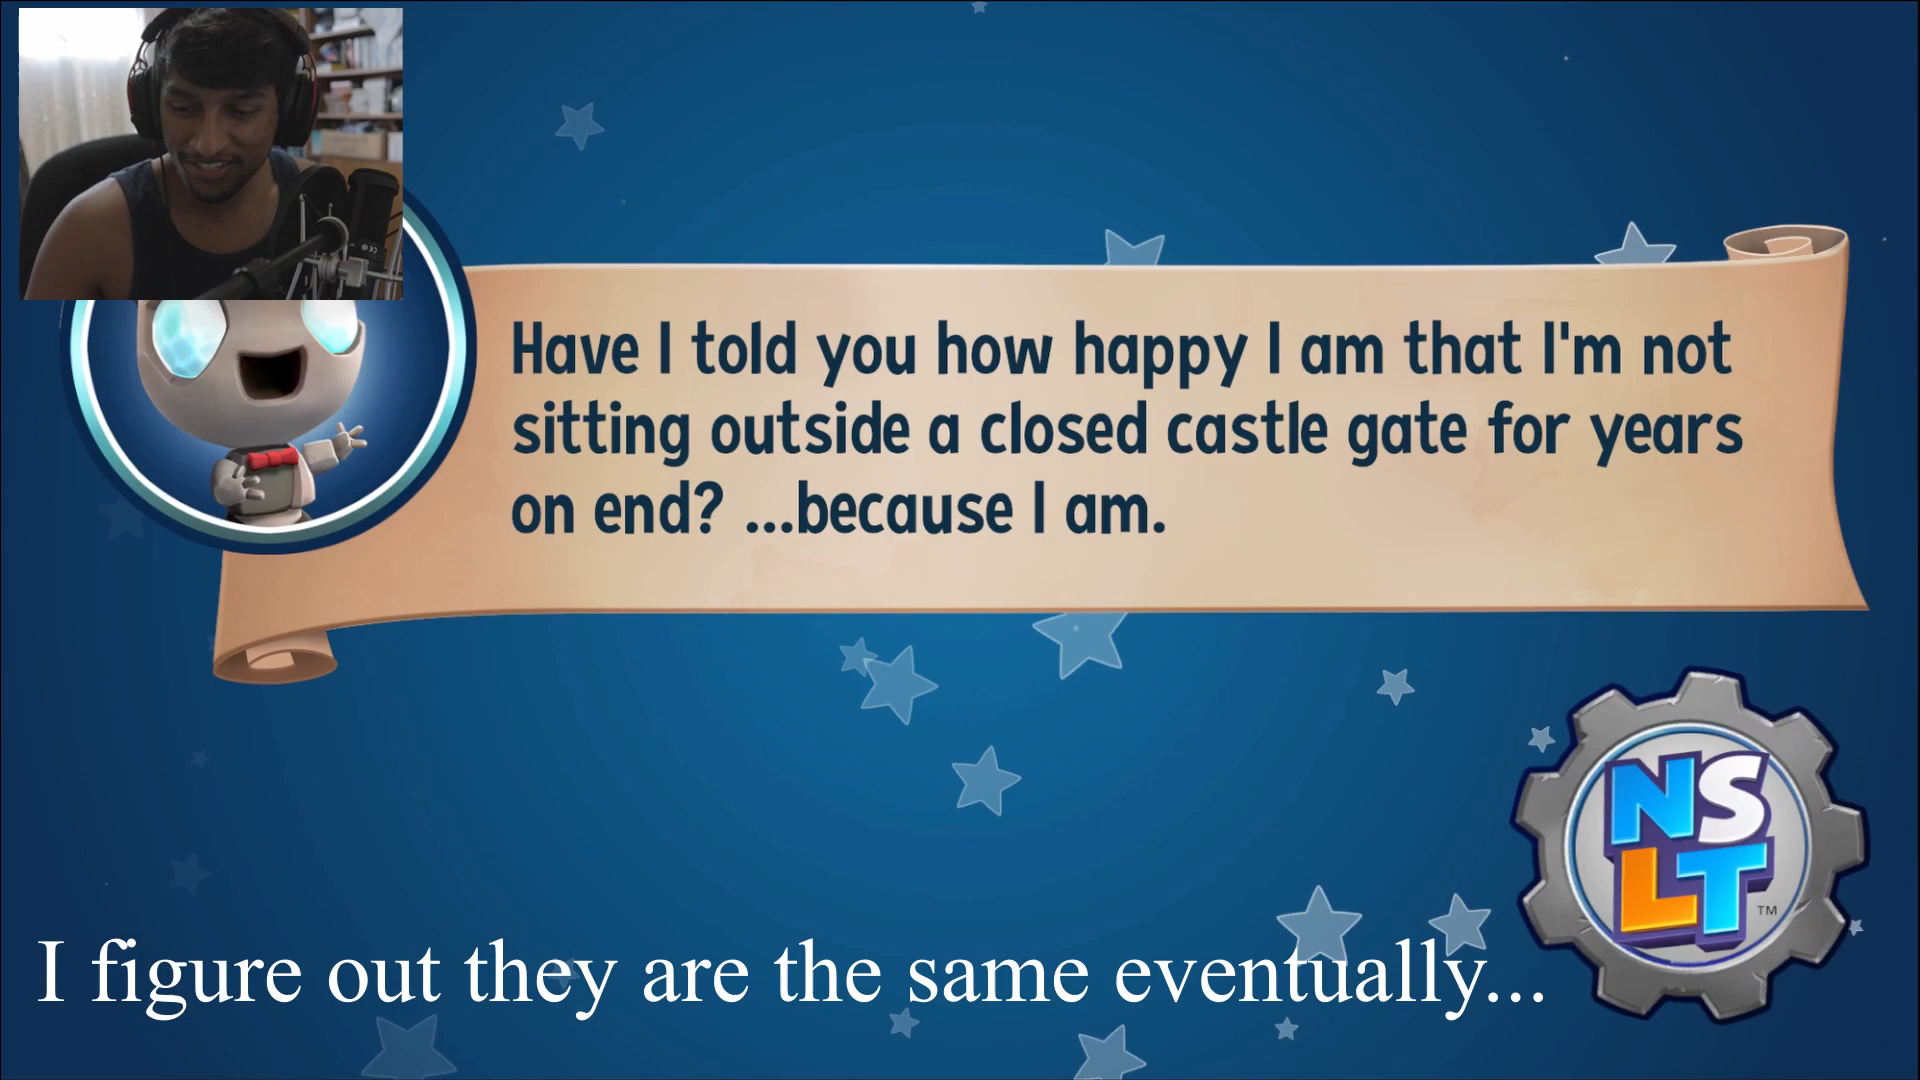 Have I told you how happy I am that I'm not
sitting outside a closed castle gate for years
on end? ...because I am.
NS
LT
TM
I figure out they are the same eventually...